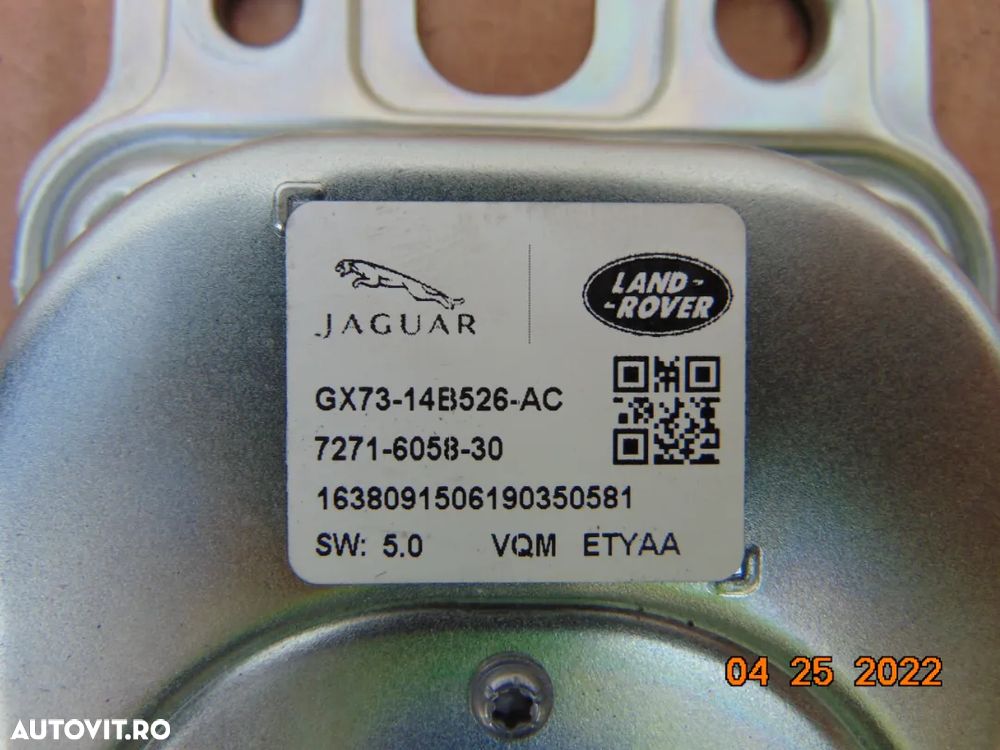 JAGUAR
LAND-
-ROVER
GX73-14B526-AC
7271-6058-30
1638091506190350581
SW: 5.0 VQM ETYAA
04 25 2022
AUTOVIT.RO